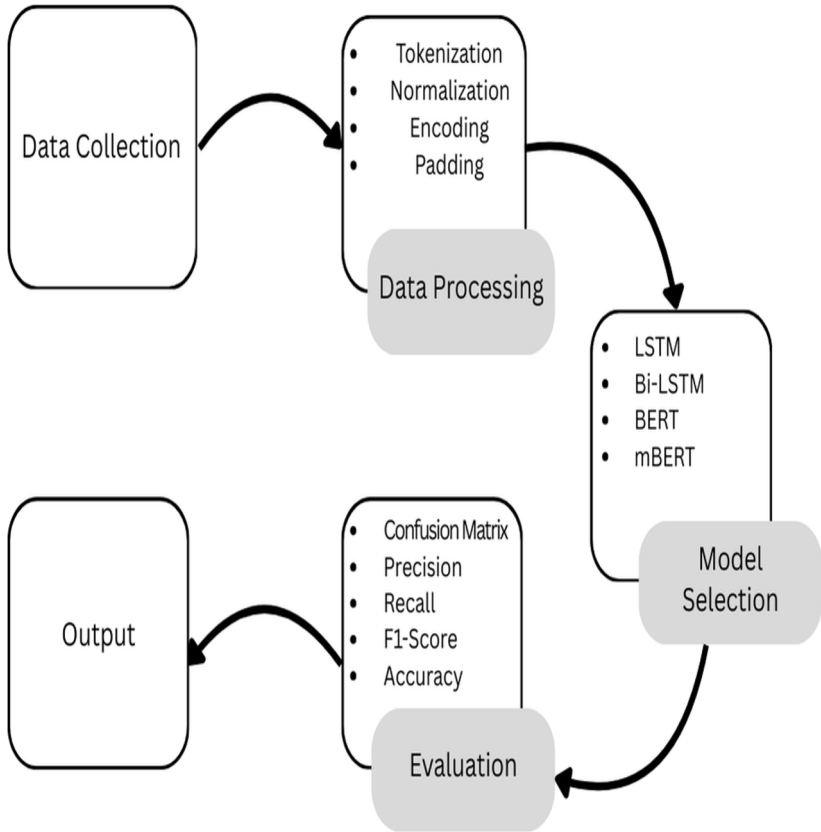 Data Collection
Tokenization
Normalization
Encoding
Padding
Data Processing
LSTM
Bi-LSTM
BERT
mBERT
Model
Selection
Confusion Matrix
Precision
Recall
F1-Score
Accuracy
Evaluation
Output